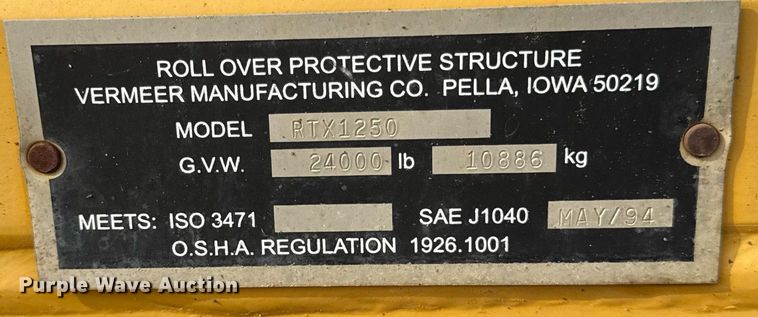 ROLL OVER PROTECTIVE STRUCTURE
VERMEER MANUFACTURING CO. PELLA, IOWA 50219
MODEL RTX1250
G.V.W. 24000 lb 10886 kg
MEETS: ISO 3471 SAE J1040 MAY/94
O.S.H.A. REGULATION 1926.1001
Purple Wave Auction